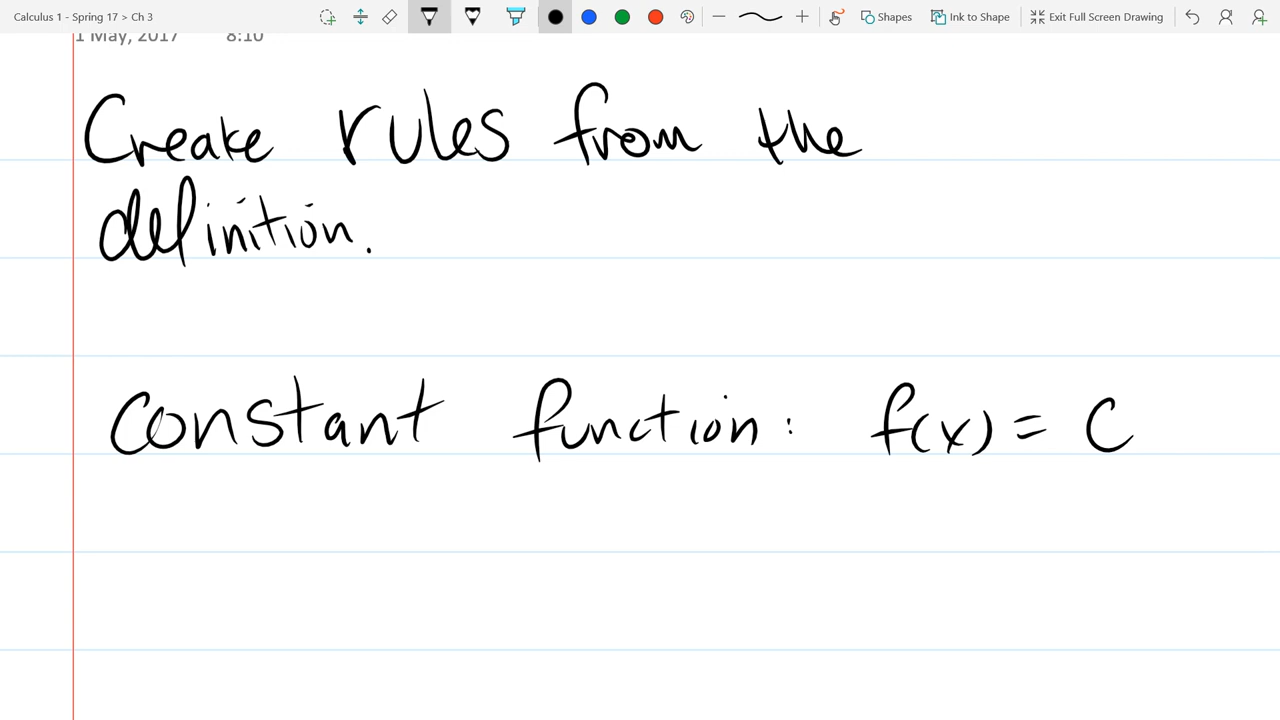 Calculus 1 - Spring 17 > Ch 3
Shapes
Ink to Shape
Exit Full Screen Drawing
1 May, 2017 8:10
Create rules from the
definition.
constant function: f(x) = C